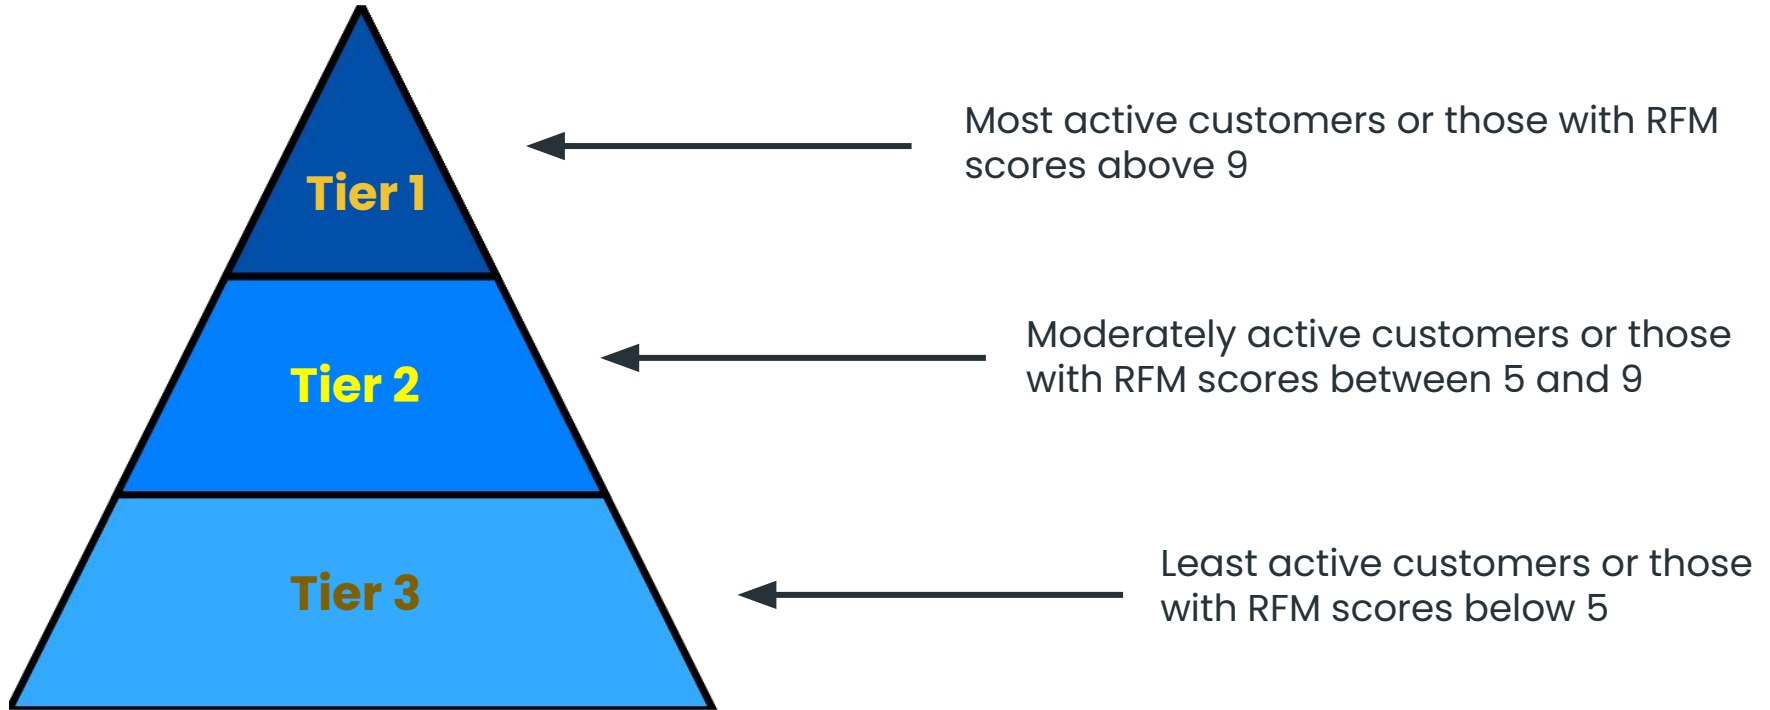 Most active customers or those with RFM
scores above 9
Tier 1
Moderately active customers or those
with RFM scores between 5 and 9
Tier 2
Least active customers or those
with RFM scores below 5
Tier 3